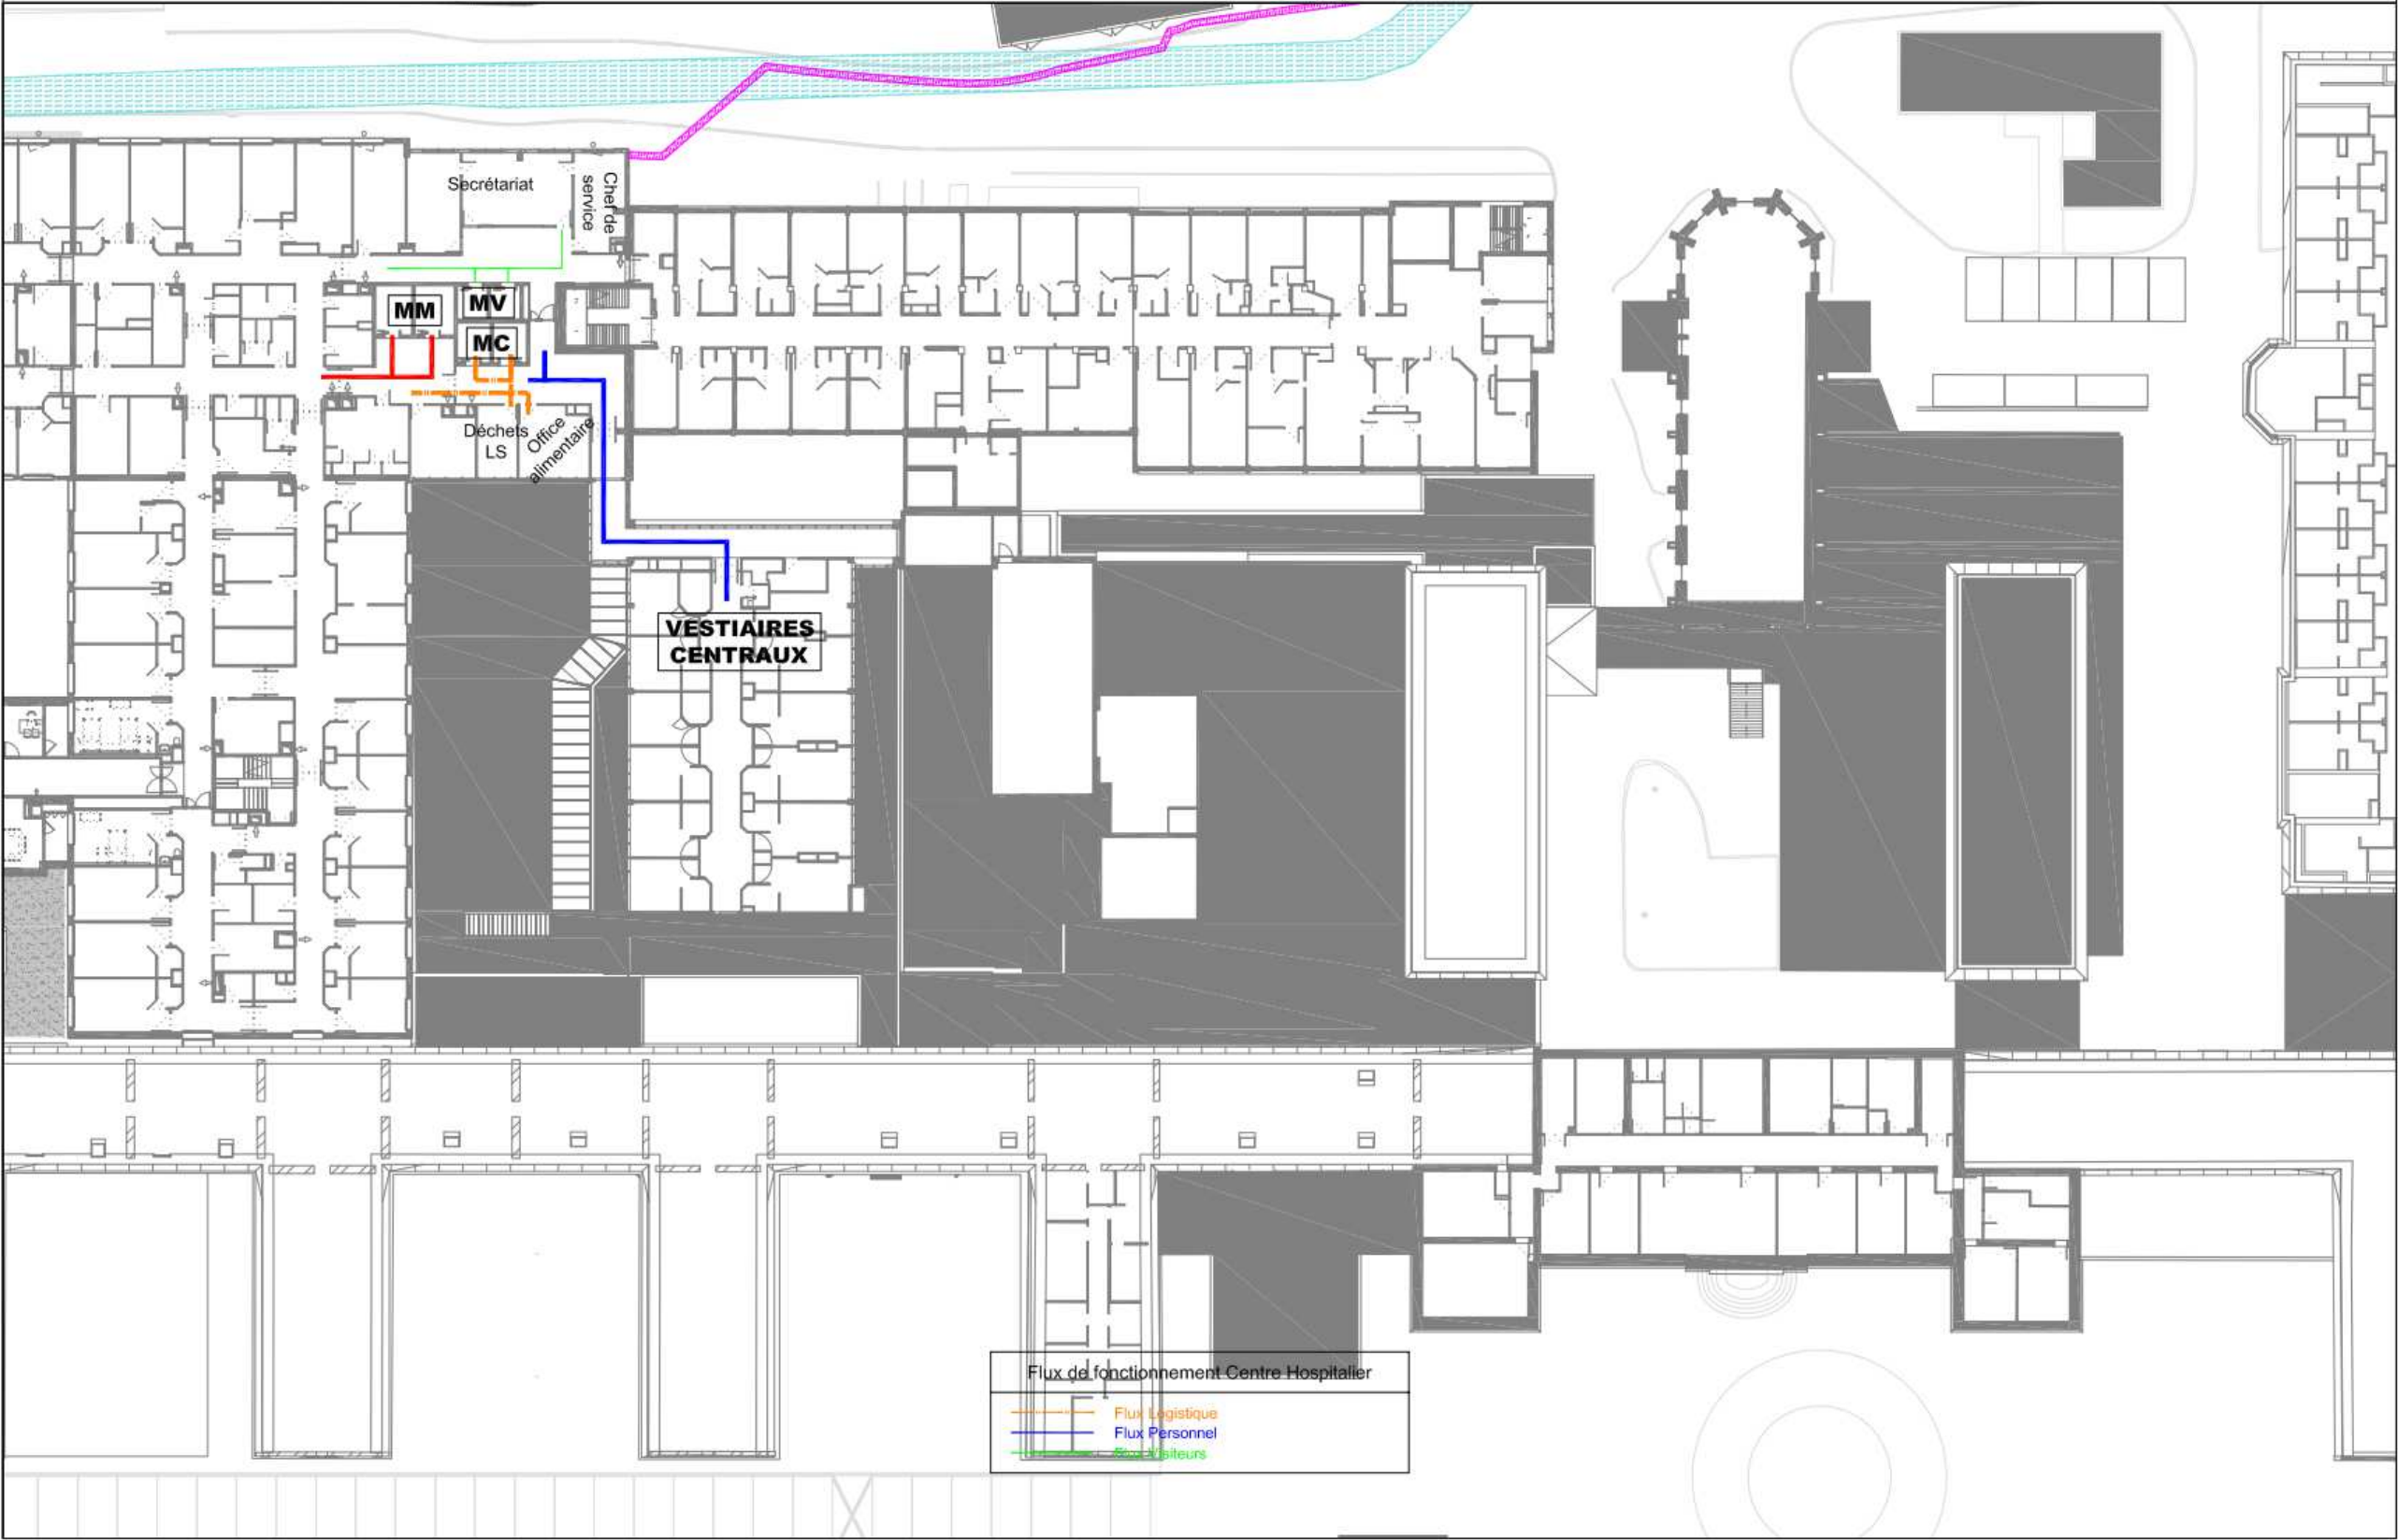 Secrétariat
Chef de
service
MM
MV
MC
Déchets
LS
Office
alimentaire
VESTIAIRES
CENTRAUX
Flux de fonctionnement Centre Hospitalier
Flux Logistique
Flux Personnel
Flux Visiteurs